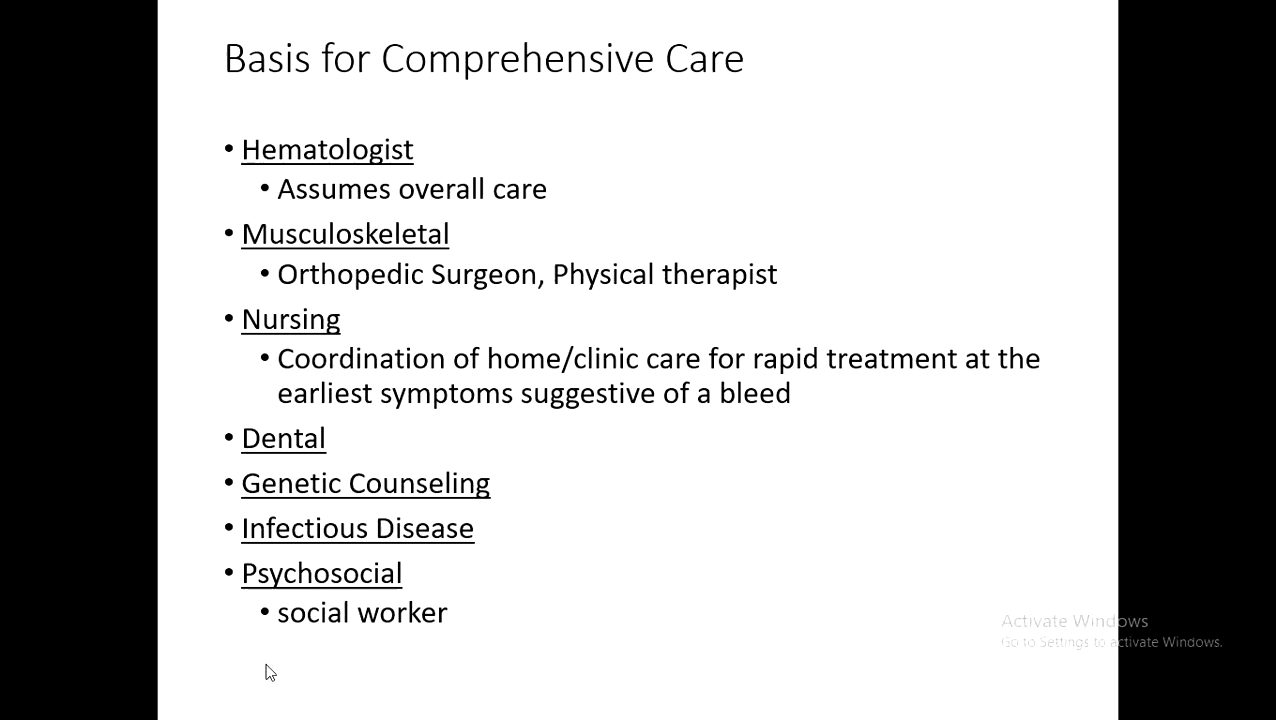 Basis for Comprehensive Care
• Hematologist
• Assumes overall care
• Musculoskeletal
• Orthopedic Surgeon, Physical therapist
• Nursing
• Coordination of home/clinic care for rapid treatment at the
earliest symptoms suggestive of a bleed
• Dental
• Genetic Counseling
• Infectious Disease
• Psychosocial
• social worker
Activate Windows
Go to Settings to activate Windows.